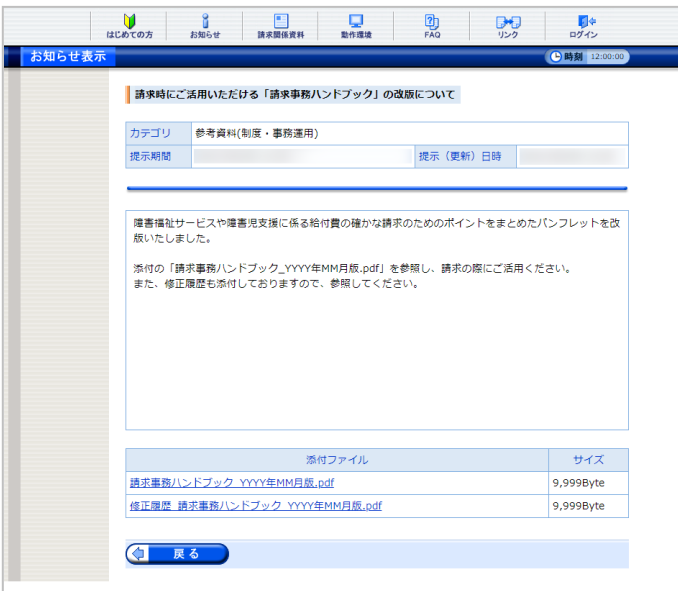 はじめての方 お知らせ 請求関係資料 動作環境 FAQ リンク ログイン
お知らせ表示 時刻 12:00:00
請求時にご活用いただける「請求事務ハンドブック」の改版について
カテゴリ 参考資料(制度・事務運用)
提示期間 提示（更新）日時
障害福祉サービスや障害児支援に係る給付費の確かな請求のためのポイントをまとめたパンフレットを改
版いたしました。
添付の「請求事務ハンドブック_YYYY年MM月版.pdf」を参照し、請求の際にご活用ください。
また、修正履歴も添付しておりますので、参照してください。
添付ファイル サイズ
請求事務ハンドブック_YYYY年MM月版.pdf 9,999Byte
修正履歴_請求事務ハンドブック_YYYY年MM月版.pdf 9,999Byte
戻る